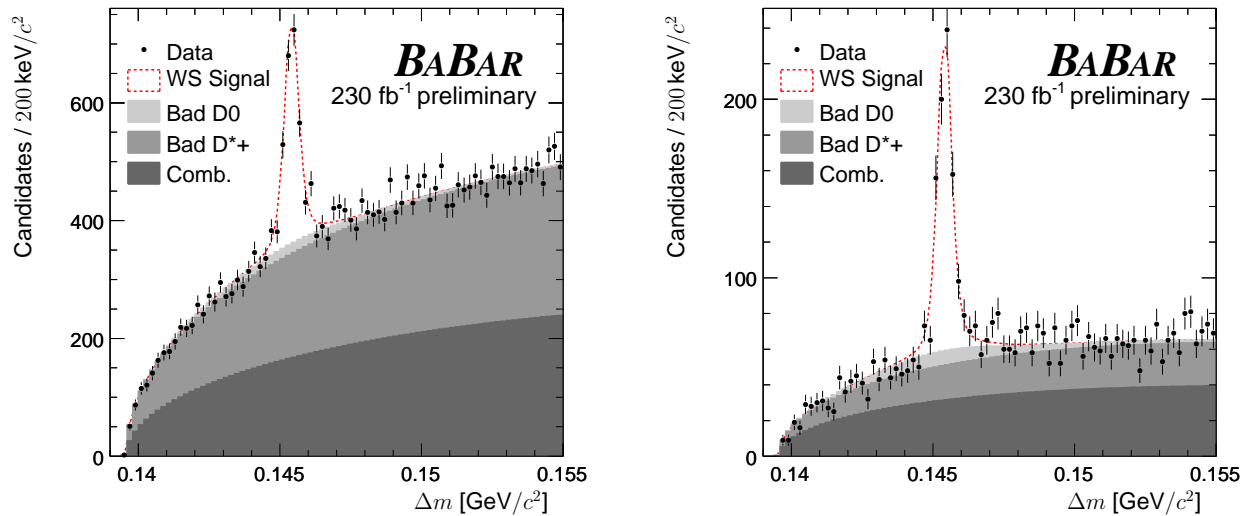 Candidates / 200 keV/c²
600
400
200
0
Data
WS Signal
Bad D0
Bad D*+
Comb.
BABAR
230 fb⁻¹ preliminary
0.14
0.145
0.15
0.155
Δm [GeV/c²]
Candidates / 200 keV/c²
200
100
0
Data
WS Signal
Bad D0
Bad D*+
Comb.
BABAR
230 fb⁻¹ preliminary
0.14
0.145
0.15
0.155
Δm [GeV/c²]